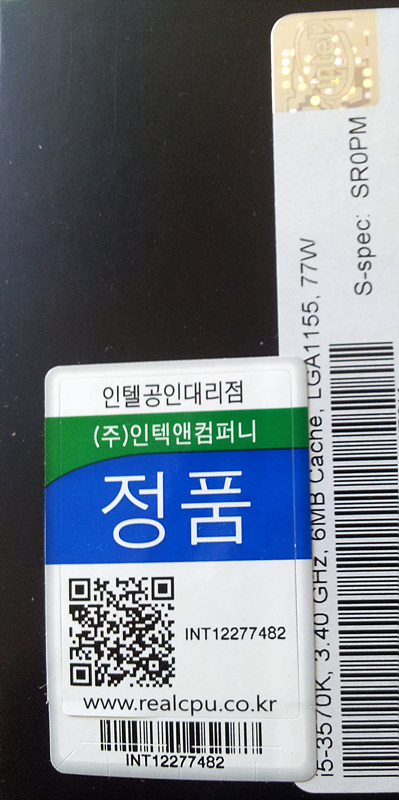 인텔공인대리점
(주)인텍앤컴퍼니
정품
INT12277482
www.realcpu.co.kr
INT12277482
i5-3570K, 3.40 GHz, 6MB Cache, LGA1155, 77W
S-spec: SR0PM
intel